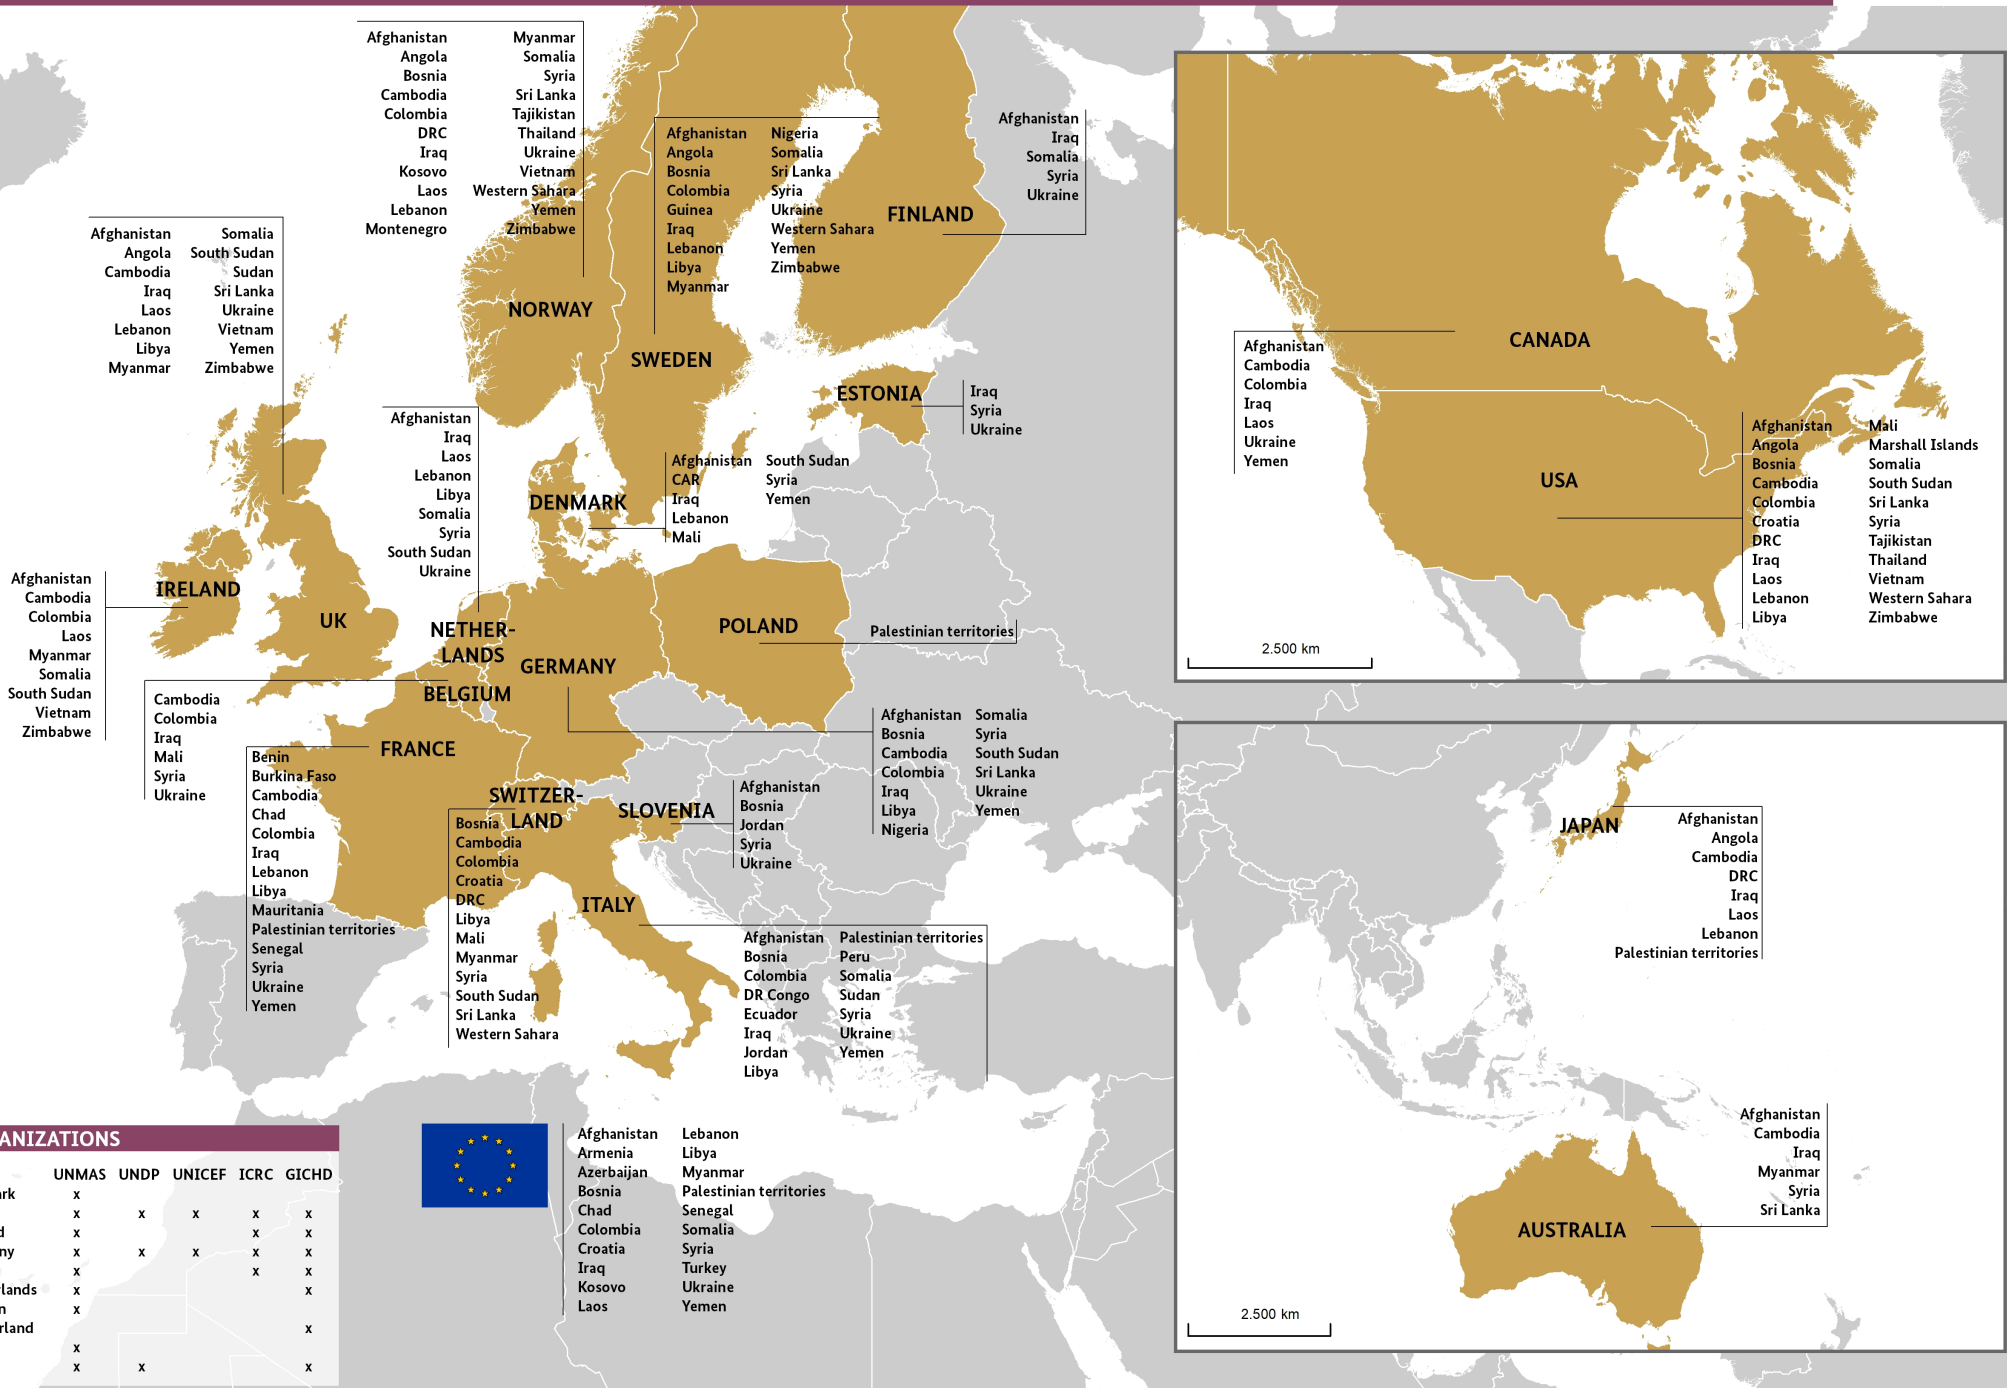 Afghanistan
Angola
Bosnia
Cambodia
Colombia
DRC
Iraq
Kosovo
Laos
Lebanon
Montenegro
Myanmar
Somalia
Syria
Sri Lanka
Tajikistan
Thailand
Ukraine
Vietnam
Western Sahara
Yemen
Zimbabwe
NORWAY
Afghanistan
Angola
Bosnia
Colombia
Guinea
Iraq
Lebanon
Libya
Myanmar
Nigeria
Somalia
Sri Lanka
Syria
Ukraine
Western Sahara
Yemen
Zimbabwe
SWEDEN
Afghanistan
Iraq
Somalia
Syria
Ukraine
FINLAND
Afghanistan
Angola
Cambodia
Iraq
Laos
Lebanon
Libya
Myanmar
Somalia
South Sudan
Sudan
Sri Lanka
Ukraine
Vietnam
Yemen
Zimbabwe
UK
ESTONIA
Iraq
Syria
Ukraine
Afghanistan
Iraq
Laos
Lebanon
Libya
Somalia
Syria
South Sudan
Ukraine
NETHER-
LANDS
DENMARK
Afghanistan
CAR
Iraq
Lebanon
Mali
South Sudan
Syria
Yemen
Afghanistan
Cambodia
Colombia
Laos
Myanmar
Somalia
South Sudan
Vietnam
Zimbabwe
IRELAND
POLAND
Palestinian territories
GERMANY
Afghanistan
Bosnia
Cambodia
Colombia
Iraq
Libya
Nigeria
Somalia
Syria
South Sudan
Sri Lanka
Ukraine
Yemen
BELGIUM
Cambodia
Colombia
Iraq
Mali
Syria
Ukraine
FRANCE
Benin
Burkina Faso
Cambodia
Chad
Colombia
Iraq
Lebanon
Libya
Mauritania
Palestinian territories
Senegal
Syria
Ukraine
Yemen
SWITZER-
LAND
Bosnia
Cambodia
Colombia
Croatia
DRC
Libya
Mali
Myanmar
Syria
South Sudan
Sri Lanka
Western Sahara
SLOVENIA
Afghanistan
Bosnia
Jordan
Syria
Ukraine
ITALY
Afghanistan
Bosnia
Colombia
DR Congo
Ecuador
Iraq
Jordan
Libya
Palestinian territories
Peru
Somalia
Sudan
Syria
Ukraine
Yemen
Afghanistan
Armenia
Azerbaijan
Bosnia
Chad
Colombia
Croatia
Iraq
Kosovo
Laos
Lebanon
Libya
Myanmar
Palestinian territories
Senegal
Somalia
Syria
Turkey
Ukraine
Yemen
ANIZATIONS
UNMAS UNDP UNICEF ICRC GICHD
rk x
x x x x x
d x x x
ny x x x x x
x x x
lands x x
n x
rland x
x
x x x
CANADA
Afghanistan
Cambodia
Colombia
Iraq
Laos
Ukraine
Yemen
USA
Afghanistan
Angola
Bosnia
Cambodia
Colombia
Croatia
DRC
Iraq
Laos
Lebanon
Libya
Mali
Marshall Islands
Somalia
South Sudan
Sri Lanka
Syria
Tajikistan
Thailand
Vietnam
Western Sahara
Zimbabwe
2.500 km
JAPAN
Afghanistan
Angola
Cambodia
DRC
Iraq
Laos
Lebanon
Palestinian territories
Afghanistan
Cambodia
Iraq
Myanmar
Syria
Sri Lanka
AUSTRALIA
2.500 km